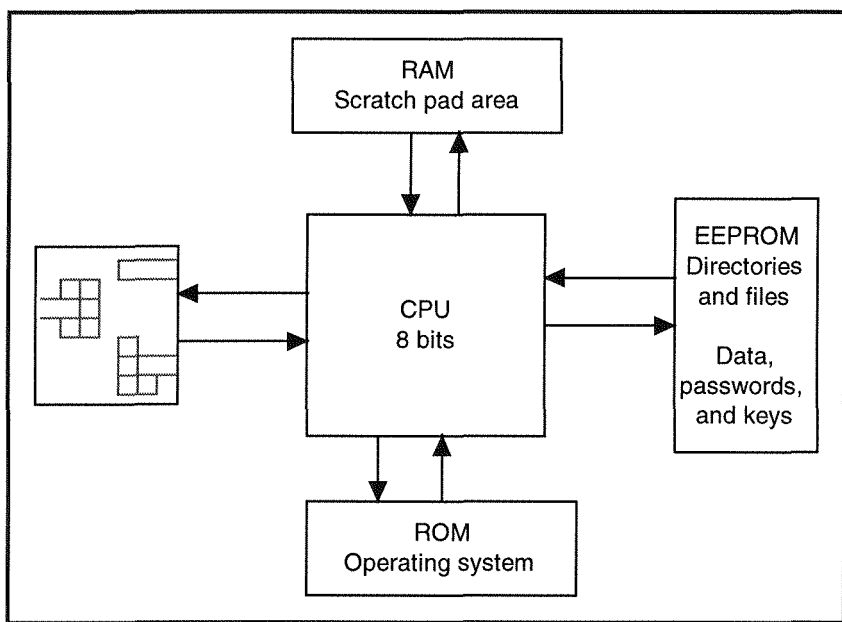 RAM
Scratch pad area
CPU
8 bits
EEPROM
Directories
and files
Data,
passwords,
and keys
ROM
Operating system